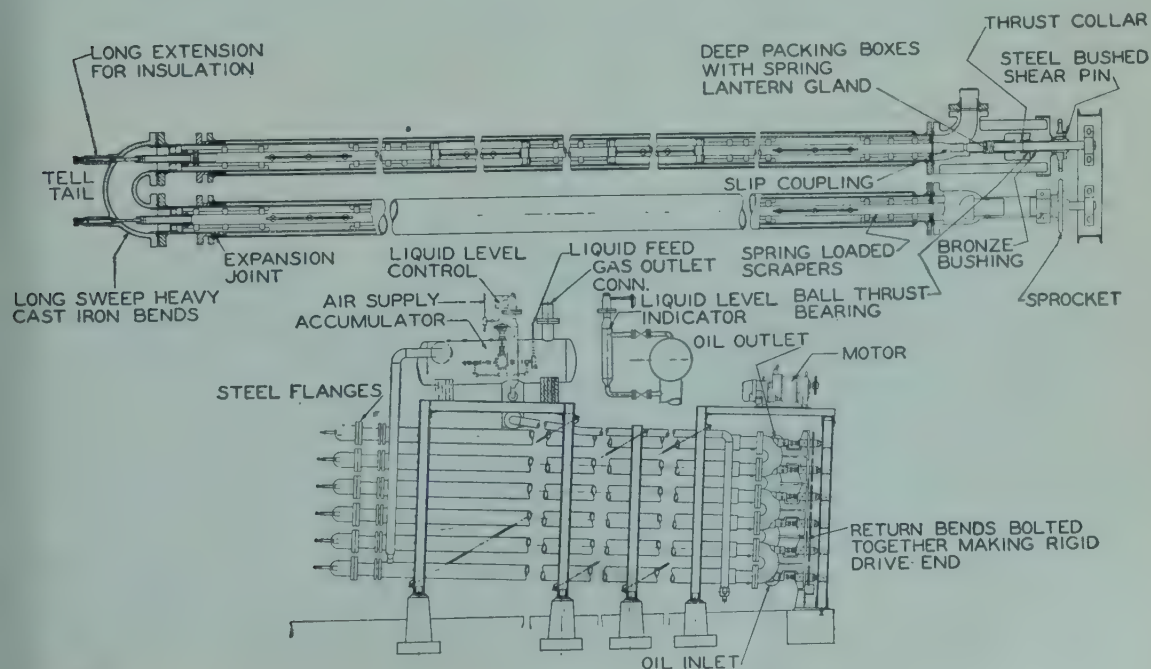 THRUST COLLAR
LONG EXTENSION
FOR INSULATION
DEEP PACKING BOXES
WITH SPRING
LANTERN GLAND
STEEL BUSHED
SHEAR PIN
TELL
TAIL
SLIP COUPLING
EXPANSION
JOINT
LONG SWEEP HEAVY
CAST IRON BENDS
LIQUID LEVEL
CONTROL
LIQUID FEED
GAS OUTLET
CONN.
SPRING LOADED
SCRAPERS
BRONZE
BUSHING
AIR SUPPLY
ACCUMULATOR
LIQUID LEVEL
INDICATOR
BALL THRUST
BEARING
SPROCKET
OIL OUTLET
MOTOR
STEEL FLANGES
RETURN BENDS BOLTED
TOGETHER MAKING RIGID
DRIVE END
OIL INLET